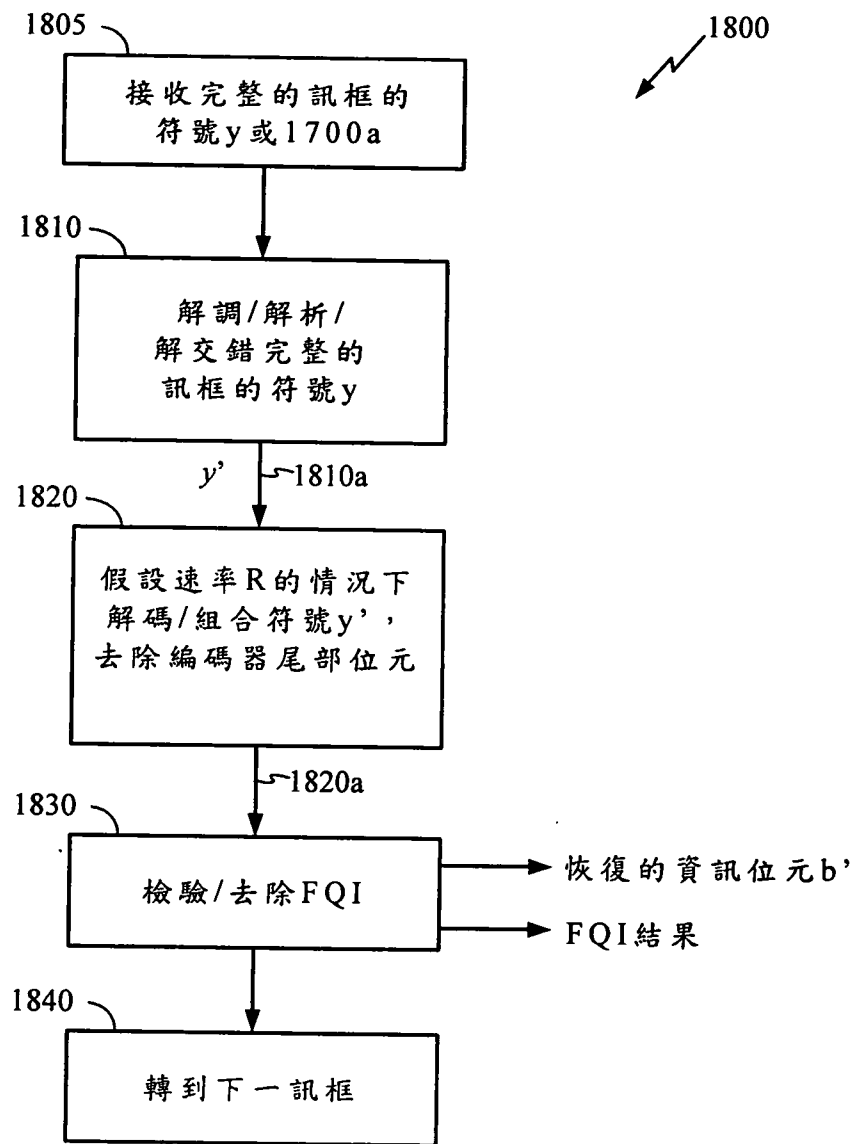 1805
1800
接收完整的訊框的
符號y或1700a
1810
解調/解析/
解交錯完整的
訊框的符號y
y’
1810a
1820
假設速率R的情況下
解碼/組合符號y’，
去除編碼器尾部位元
1820a
1830
檢驗/去除FQI
恢復的資訊位元b’
FQI結果
1840
轉到下一訊框